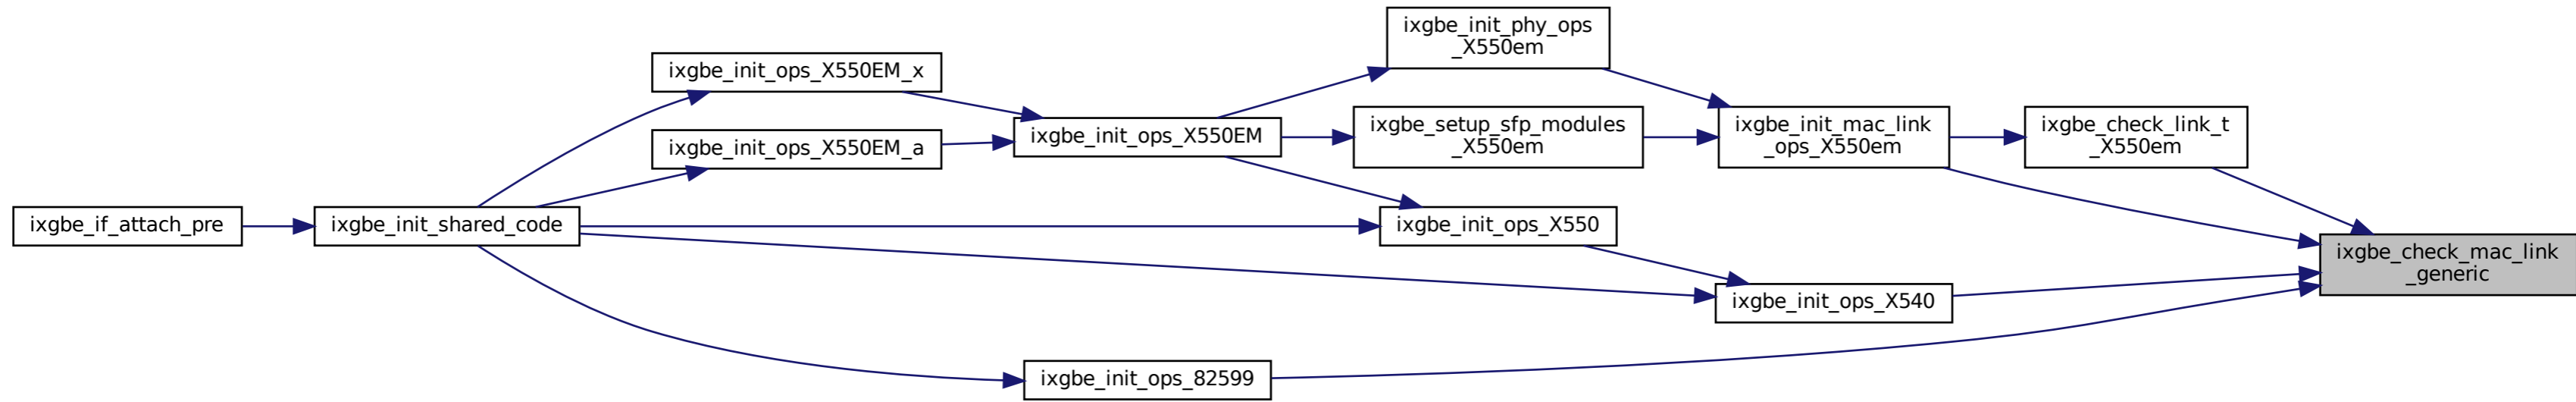 ixgbe_if_attach_pre
ixgbe_init_shared_code
ixgbe_init_ops_X550EM_x
ixgbe_init_ops_X550EM_a
ixgbe_init_ops_X550EM
ixgbe_init_ops_82599
ixgbe_init_phy_ops
_X550em
ixgbe_setup_sfp_modules
_X550em
ixgbe_init_ops_X550
ixgbe_init_mac_link
_ops_X550em
ixgbe_init_ops_X540
ixgbe_check_link_t
_X550em
ixgbe_check_mac_link
_generic